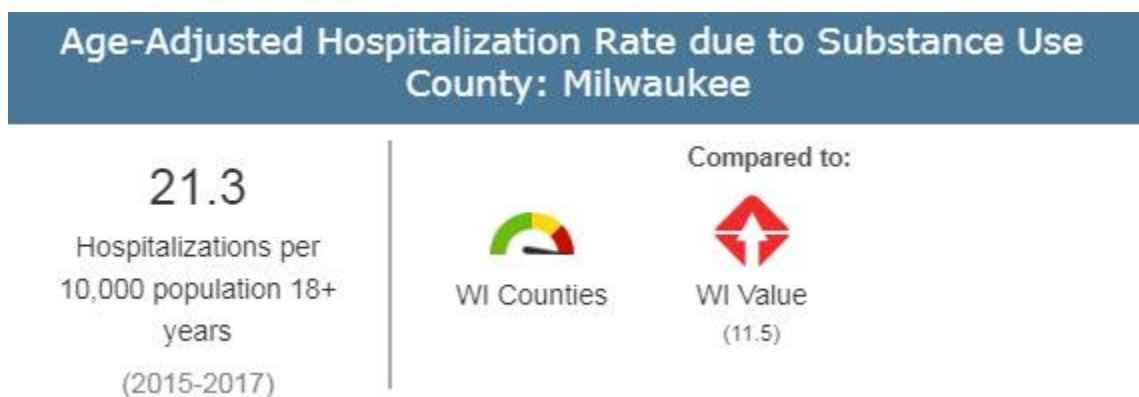 Age-Adjusted Hospitalization Rate due to Substance Use
County: Milwaukee
21.3
Hospitalizations per
10,000 population 18+
years
(2015-2017)
Compared to:
WI Counties
WI Value
(11.5)